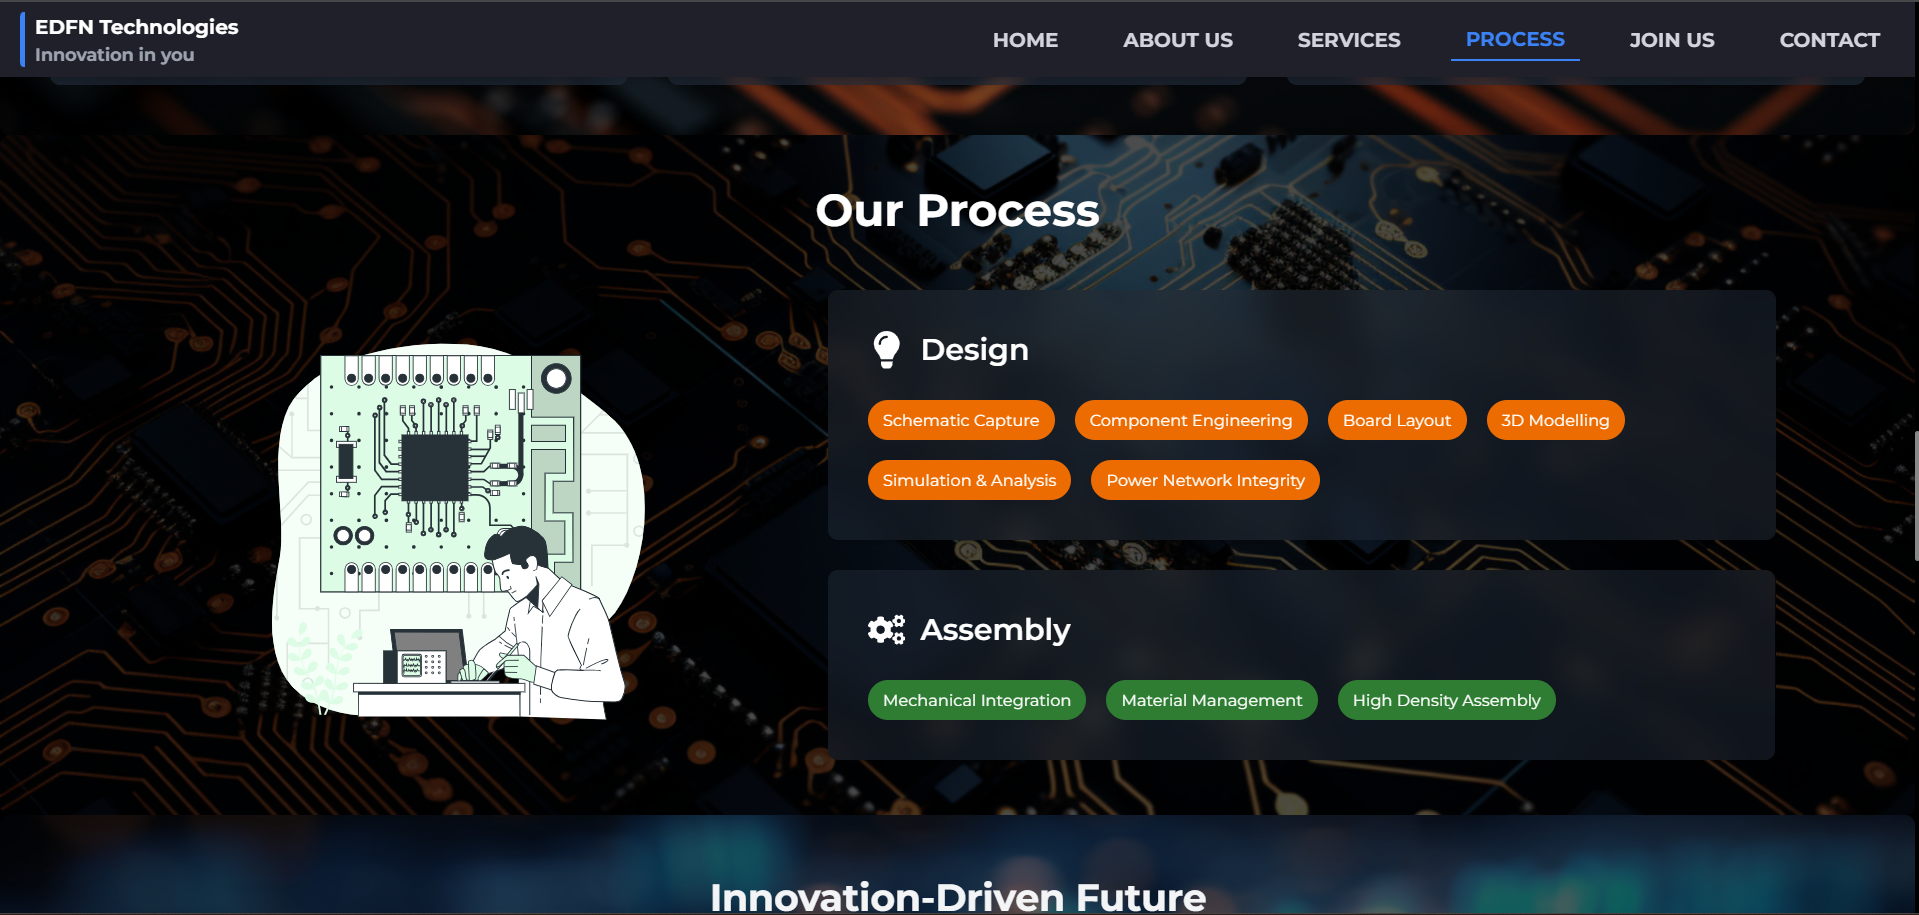 EDFN Technologies
Innovation in you
HOME ABOUT US SERVICES PROCESS JOIN US CONTACT
Our Process
Design
Schematic Capture Component Engineering Board Layout 3D Modelling
Simulation & Analysis Power Network Integrity
Assembly
Mechanical Integration Material Management High Density Assembly
Innovation-Driven Future